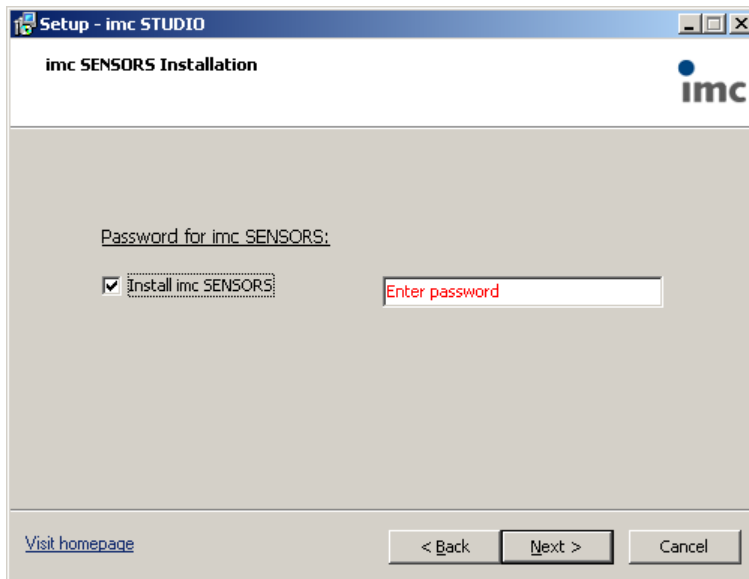 Setup - imc STUDIO
imc SENSORS Installation
imc
Password for imc SENSORS:
Install imc SENSORS
Enter password
Visit homepage
< Back
Next >
Cancel